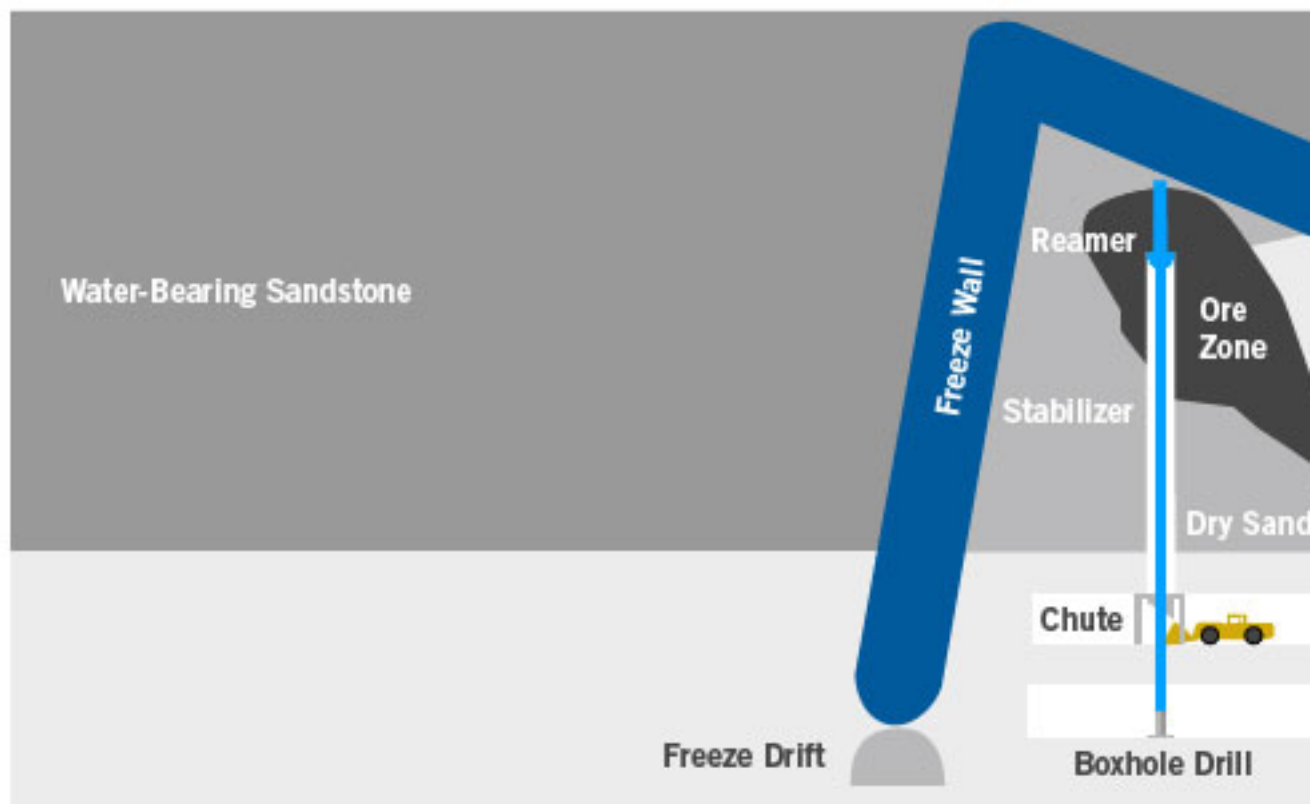 Reamer
Water-Bearing Sandstone
Freeze Wall
Ore
Zone
Stabilizer
Dry Sand
Chute
Freeze Drift
Boxhole Drill